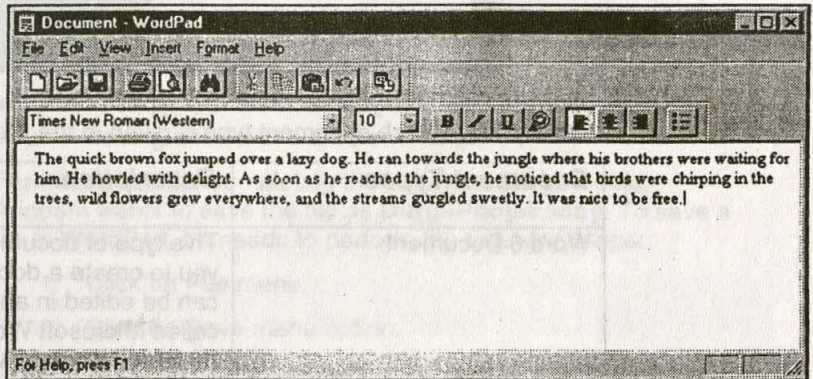 Document - WordPad
File Edit View Insert Format Help
Times New Roman (Western) 10 B I U
The quick brown fox jumped over a lazy dog. He ran towards the jungle where his brothers were waiting for
him. He howled with delight. As soon as he reached the jungle, he noticed that birds were chirping in the
trees, wild flowers grew everywhere, and the streams gurgled sweetly. It was nice to be free.
For Help, press F1